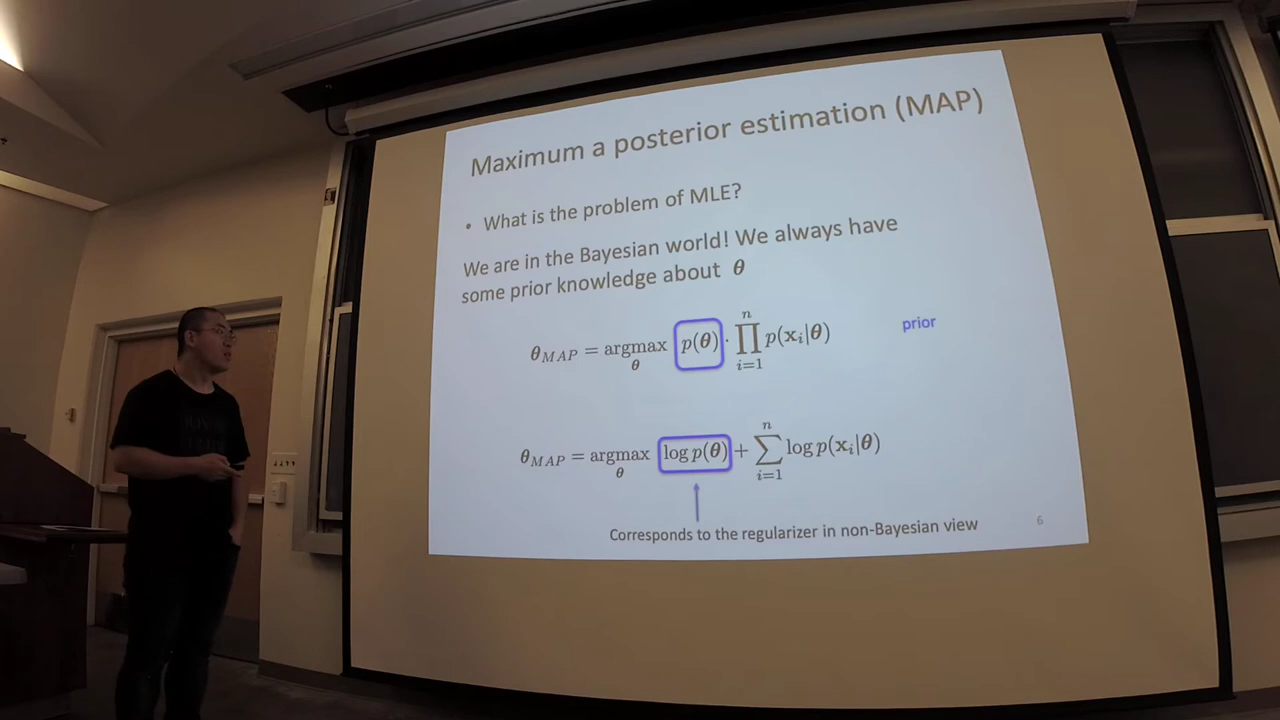 Maximum a posterior estimation (MAP)
• What is the problem of MLE?
We are in the Bayesian world! We always have
some prior knowledge about θ
θ_MAP = argmax_θ p(θ) · ∏_{i=1}^{n} p(x_i|θ)
prior
θ_MAP = argmax_θ log p(θ) + ∑_{i=1}^{n} log p(x_i|θ)
Corresponds to the regularizer in non-Bayesian view
6